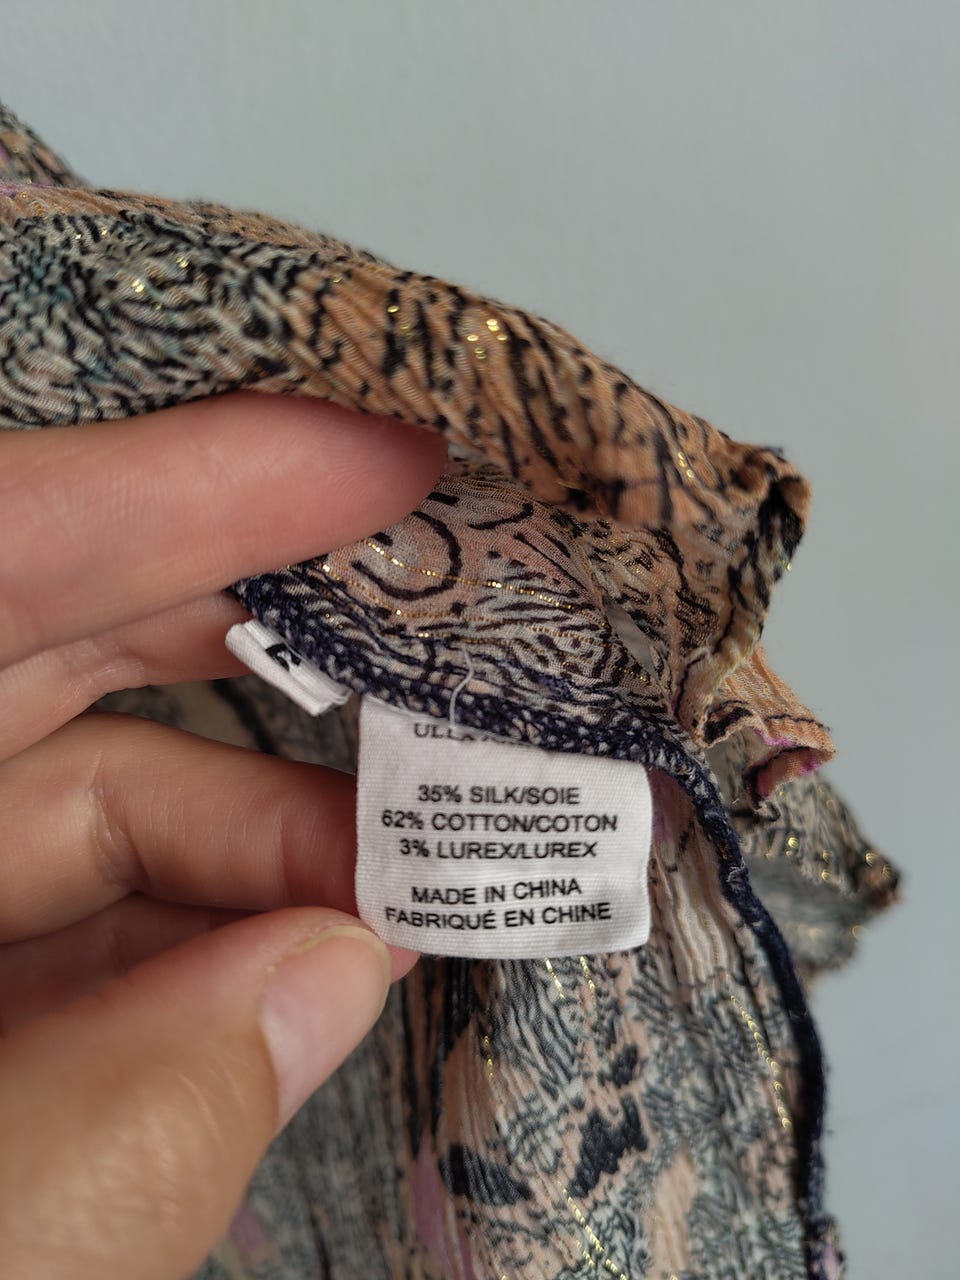 35% SILK/SOIE
62% COTTON/COTON
3% LUREX/LUREX
MADE IN CHINA
FABRIQUÉ EN CHINE